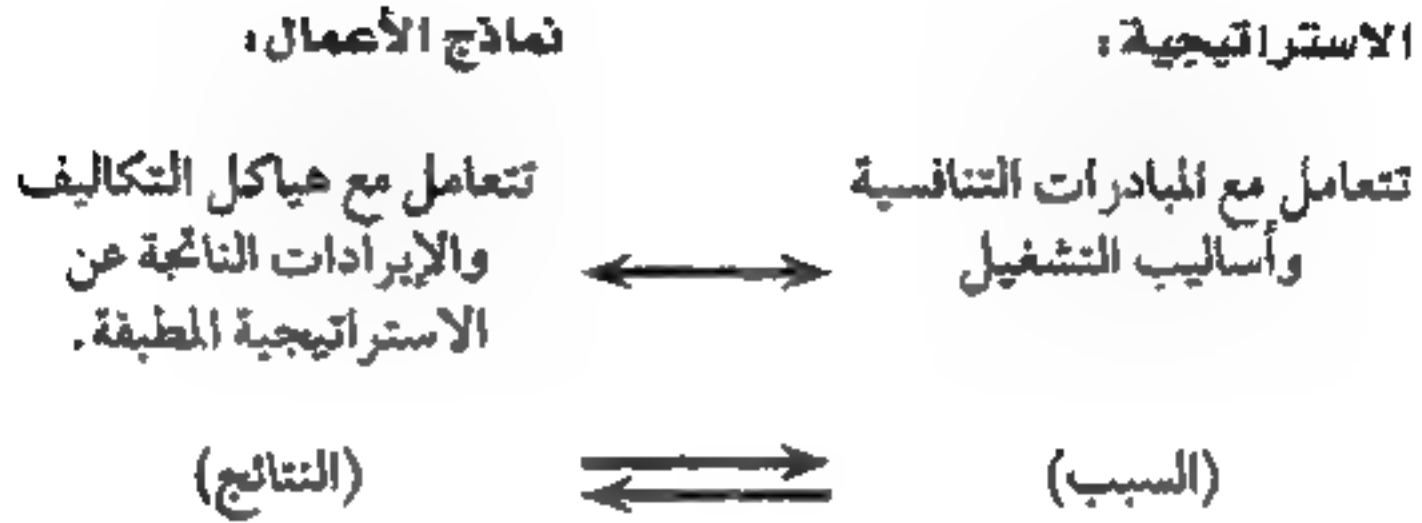 الاستراتيجية:
تتعامل مع المبادرات التنافسية
وأساليب التشغيل
(السبب)
نماذج الأعمال:
تتعامل مع هياكل التكاليف
والإيرادات الناتجة عن
الاستراتيجية المطبقة.
(النتائج)